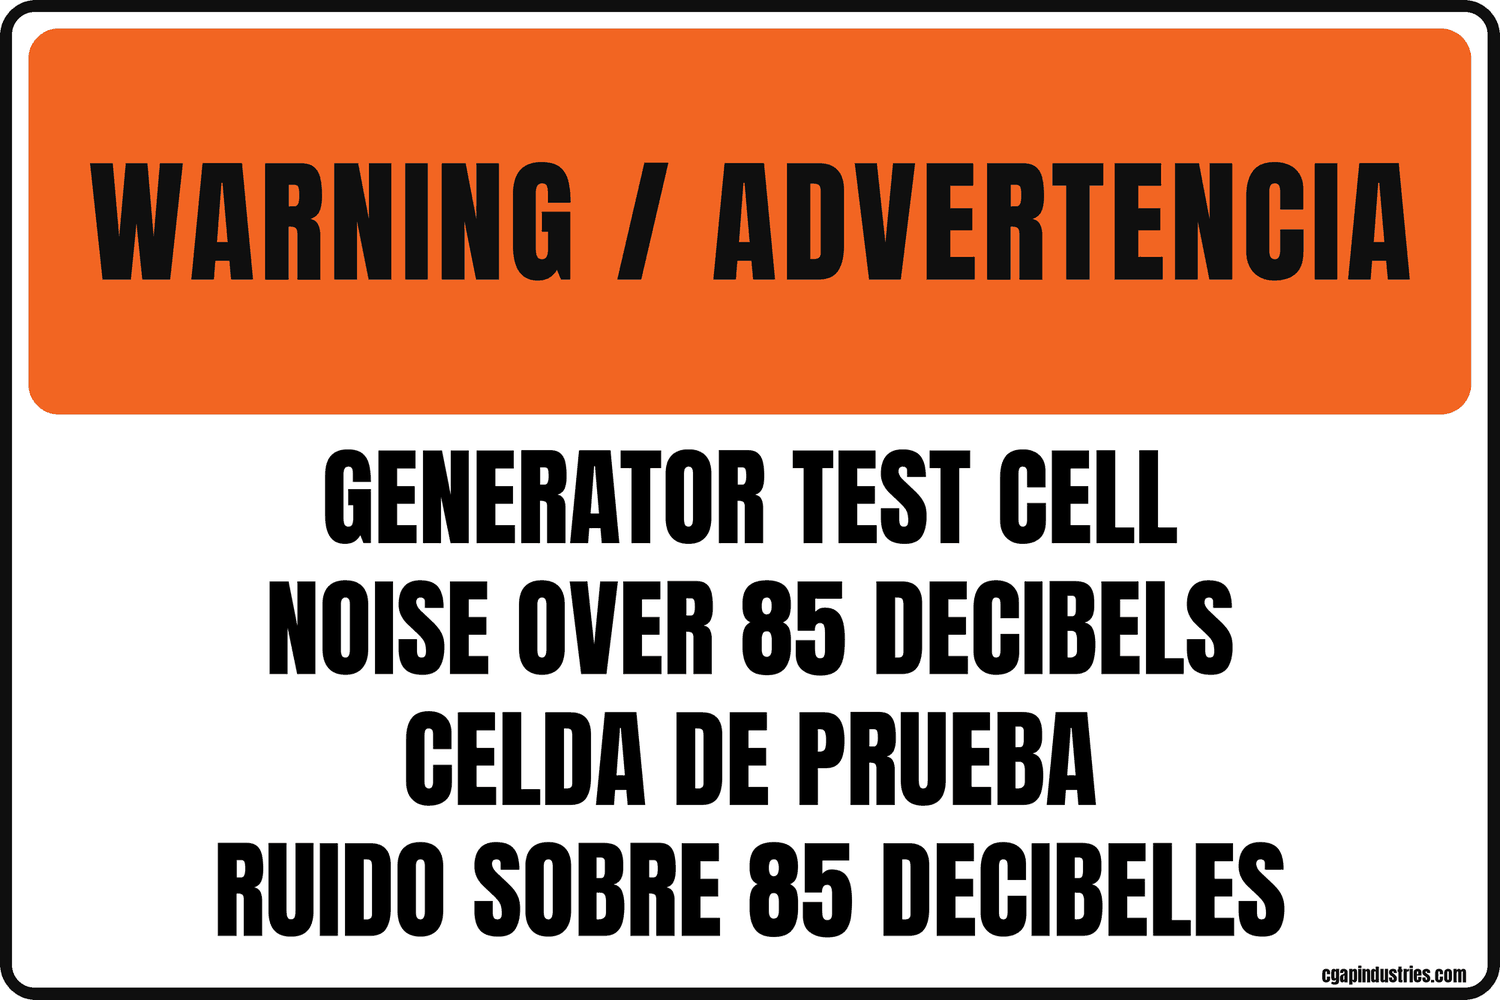 WARNING / ADVERTENCIA
GENERATOR TEST CELL
NOISE OVER 85 DECIBELS
CELDA DE PRUEBA
RUIDO SOBRE 85 DECIBELES
cgapindustries.com